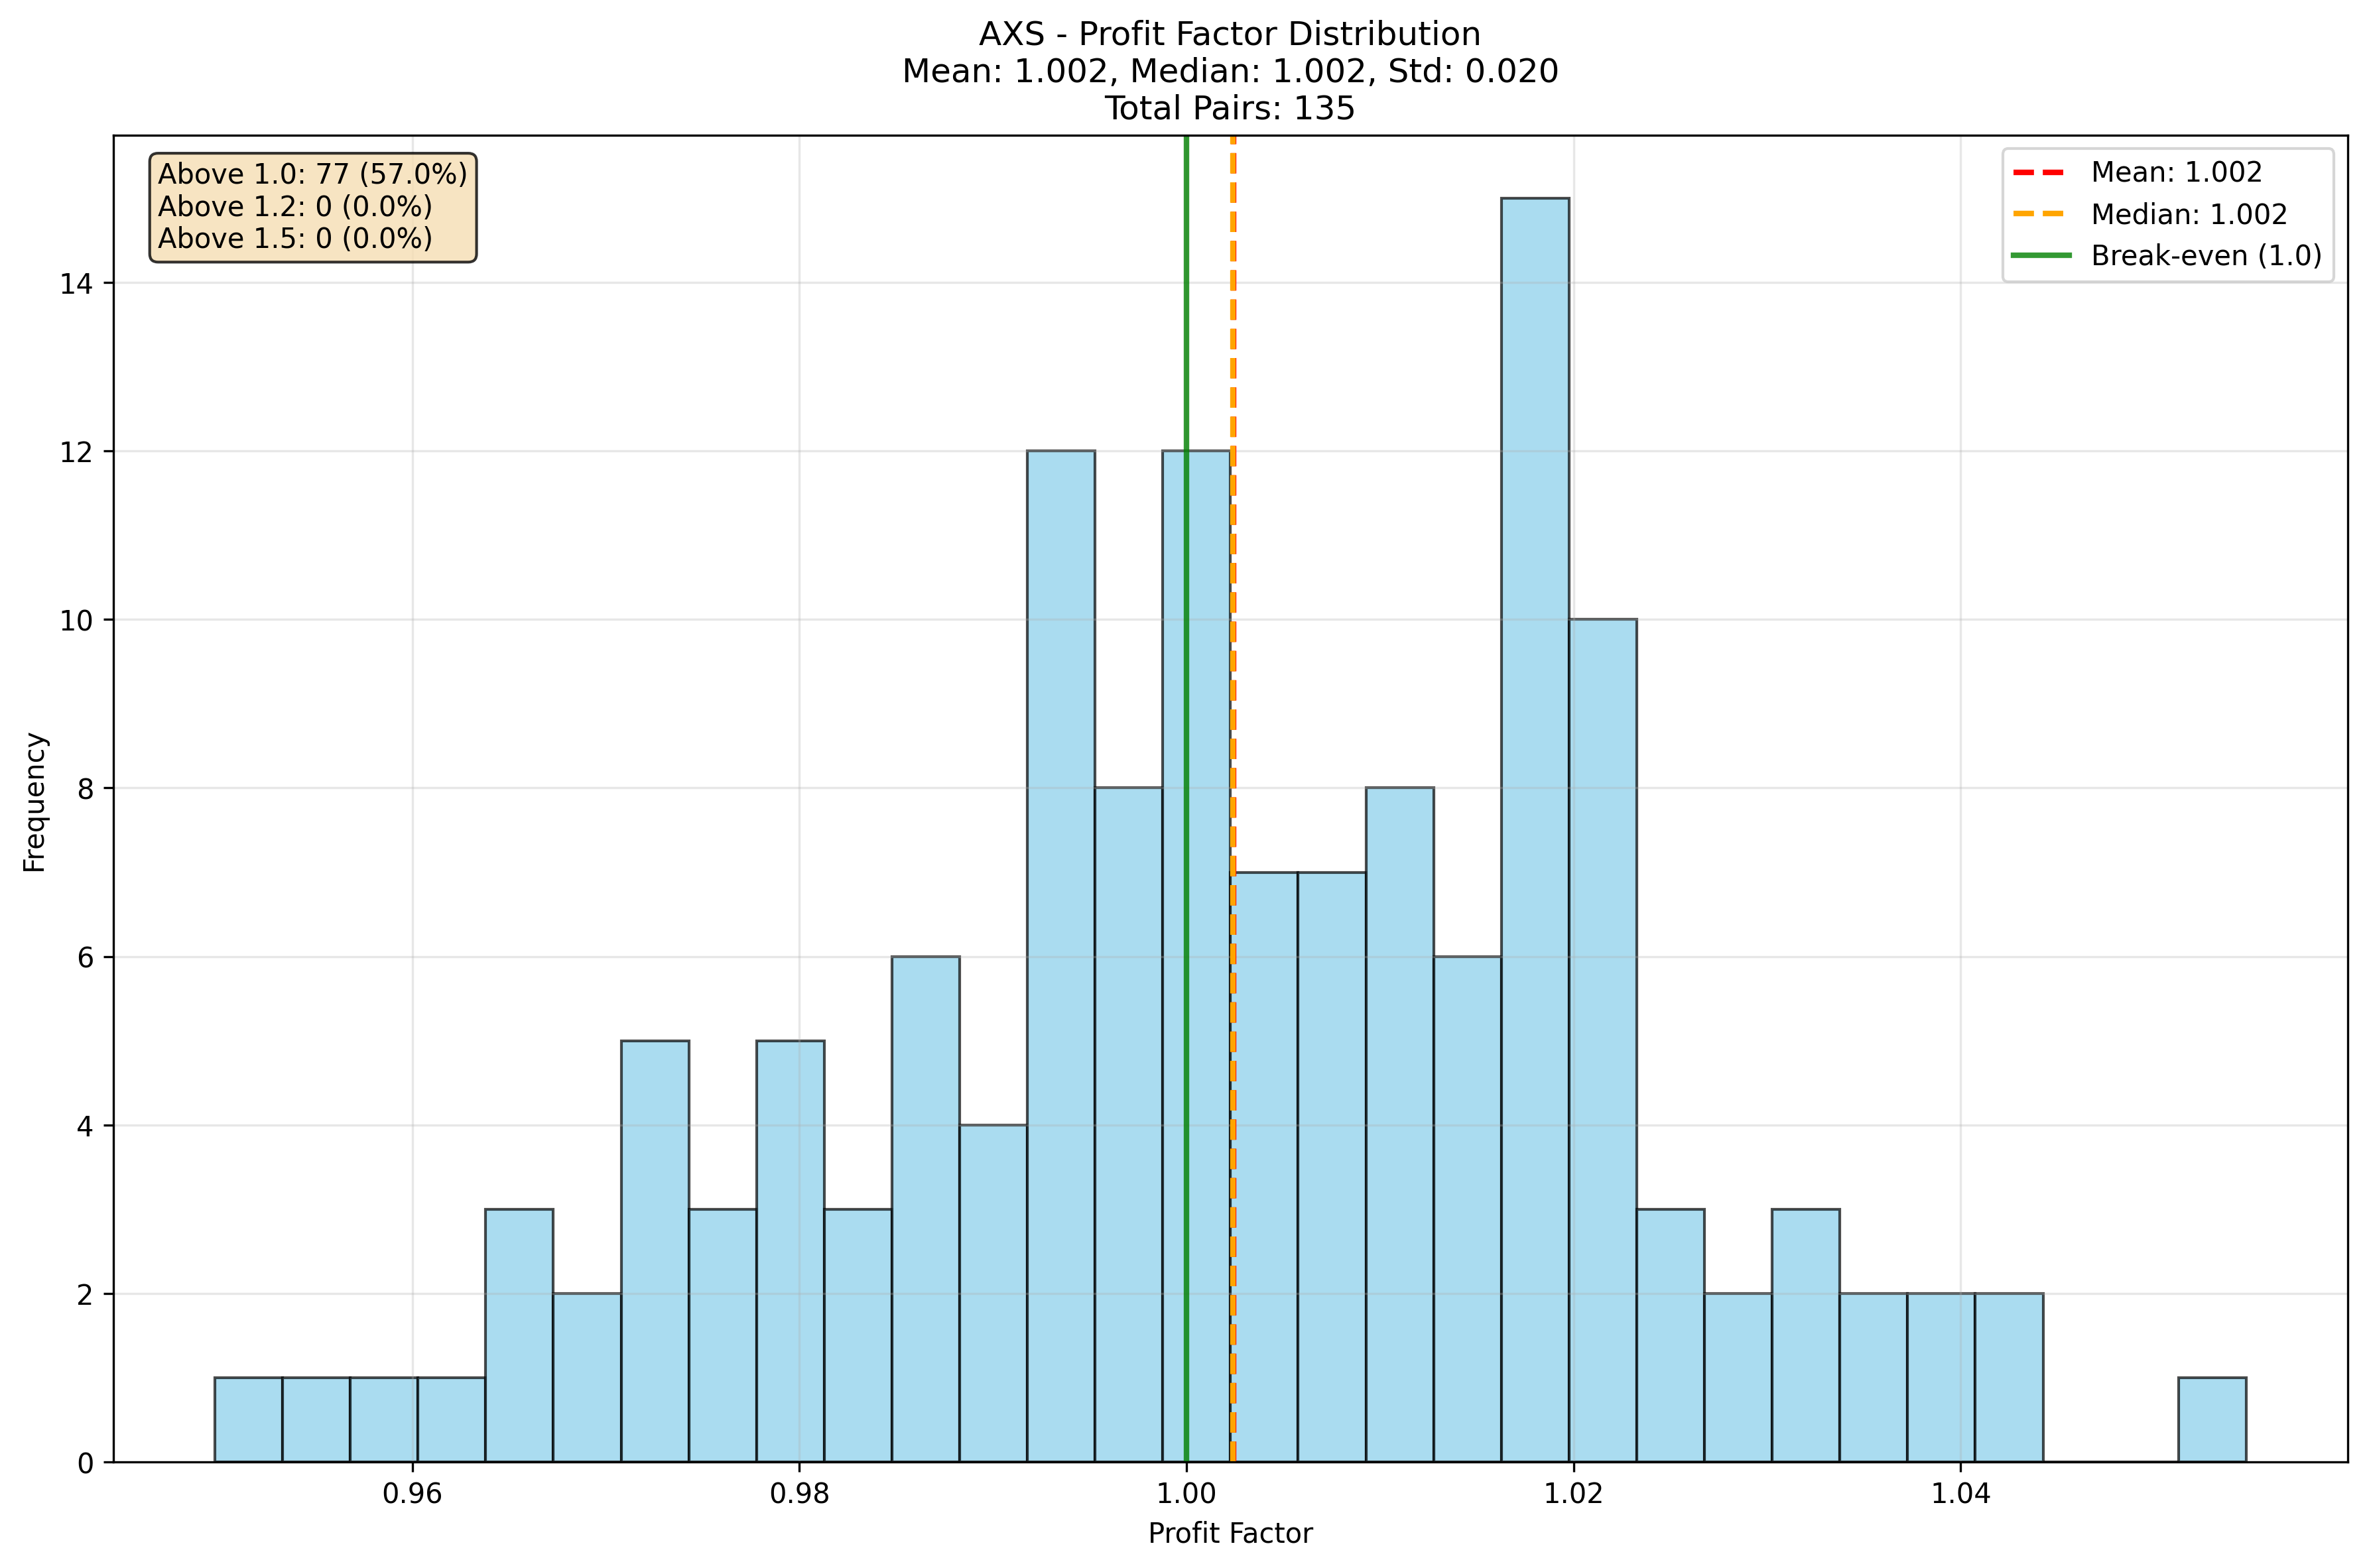 AXS - Profit Factor Distribution
Mean: 1.002, Median: 1.002, Std: 0.020
Total Pairs: 135
Above 1.0: 77 (57.0%)
Above 1.2: 0 (0.0%)
Above 1.5: 0 (0.0%)
Mean: 1.002
Median: 1.002
Break-even (1.0)
14
12
10
8
6
4
2
0
Frequency
0.96
0.98
1.00
1.02
1.04
Profit Factor